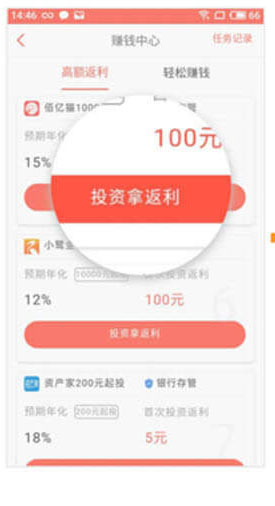 14:46 66
赚钱中心 任务记录
高额返利 轻松赚钱
佰亿猫1000
预期年化
100元
15%
投资拿返利
小鹭
预期年化 10000元起投 首次投资返利
12% 100元
投资拿返利
资产家200元起投 银行存管
预期年化 200元起投 首次投资返利
18% 5元